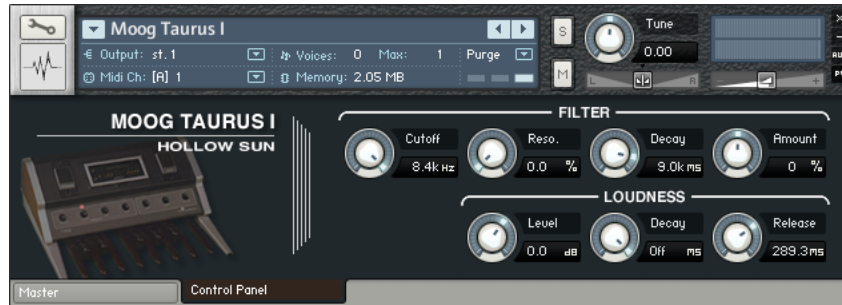 Moog Taurus I
S
Tune
0.00
Output: st.1
Voices: 0 Max: 1
Purge
Midi Ch: [A] 1
Memory: 2.05 MB
M
L
R
-
+
MOOG TAURUS I
HOLLOW SUN
FILTER
Cutoff
8.4k Hz
Reso.
0.0 %
Decay
9.0k ms
Amount
0 %
LOUDNESS
Level
0.0 dB
Decay
Off ms
Release
289.3ms
Master
Control Panel